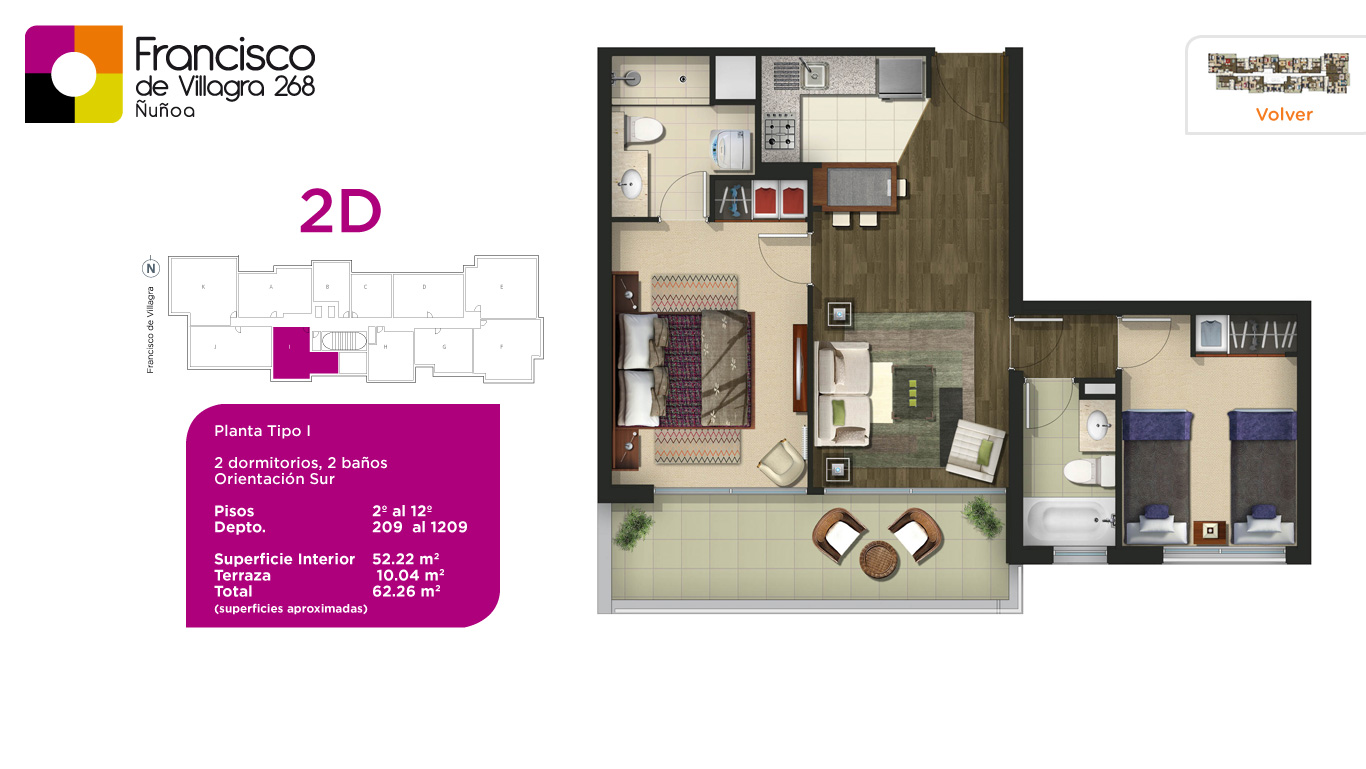 Francisco
de Villagra 268
Ñuñoa
Volver
2D
N
Francisco de Villagra
K
A
B
C
D
E
J
I
H
G
F
Planta Tipo I
2 dormitorios, 2 baños
Orientación Sur
Pisos 2º al 12º
Depto. 209 al 1209
Superficie Interior 52.22 m²
Terraza 10.04 m²
Total 62.26 m²
(superficies aproximadas)